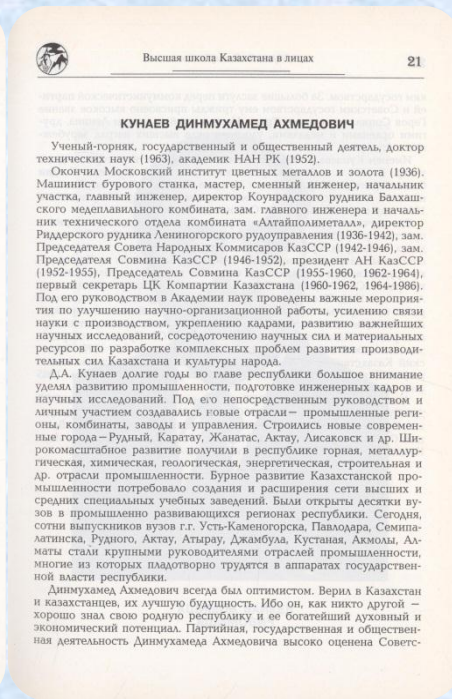 Высшая школа Казахстана в лицах
21
КУНАЕВ ДИНМУХАМЕД АХМЕДОВИЧ
Ученый-горняк, государственный и общественный деятель, доктор
технических наук (1963), академик НАН РК (1952).
Окончил Московский институт цветных металлов и золота (1936).
Машинист бурового станка, мастер, сменный инженер, начальник
участка, главный инженер, директор Коунрадского рудника Балхаш-
ского медеплавильного комбината, зам. главного инженера и началь-
ник технического отдела комбината «Алтайполиметалл», директор
Риддерского рудника Лениногорского рудоуправления (1936-1942), зам.
Председателя Совета Народных Комиссаров КазССР (1942-1946), зам.
Председателя Совмина КазССР (1946-1952), президент АН КазССР
(1952-1955), Председатель Совмина КазССР (1955-1960, 1962-1964),
первый секретарь ЦК Компартии Казахстана (1960-1962, 1964-1986).
Под его руководством в Академии наук проведены важные мероприя-
тия по улучшению научно-организационной работы, усилению связи
науки с производством, укреплению кадрами, развитию важнейших
научных исследований, сосредоточению научных сил и материальных
ресурсов по разработке комплексных проблем развития производи-
тельных сил Казахстана и культуры народа.
Д.А. Кунаев долгие годы во главе республики большое внимание
уделял развитию промышленности, подготовке инженерных кадров и
научных исследований. Под его непосредственным руководством и
личным участием создавались новые отрасли — промышленные реги-
оны, комбинаты, заводы и управления. Строились новые современ-
ные города — Рудный, Каратау, Жанатас, Актау, Лисаковск и др. Ши-
рокомасштабное развитие получили в республике горная, металлур-
гическая, химическая, геологическая, энергетическая, строительная и
др. отрасли промышленности. Бурное развитие Казахстанской про-
мышленности потребовало создания и расширения сети высших и
средних специальных учебных заведений. Были открыты десятки ву-
зов в промышленно развивающихся регионах республики. Сегодня,
сотни выпускников вузов г.г. Усть-Каменогорска, Павлодара, Семипа-
латинска, Рудного, Актау, Атырау, Джамбула, Кустаная, Акмолы, Ал-
маты стали крупными руководителями отраслей промышленности,
многие из которых плодотворно трудятся в аппаратах государствен-
ной власти республики.
Динмухамед Ахмедович всегда был оптимистом. Верил в Казахстан
и казахстанцев, их лучшую будущность. Ибо он, как никто другой —
хорошо знал свою родную республику и ее богатейший духовный и
экономический потенциал. Партийная, государственная и обществен-
ная деятельность Динмухамеда Ахмедовича высоко оценена Советс-